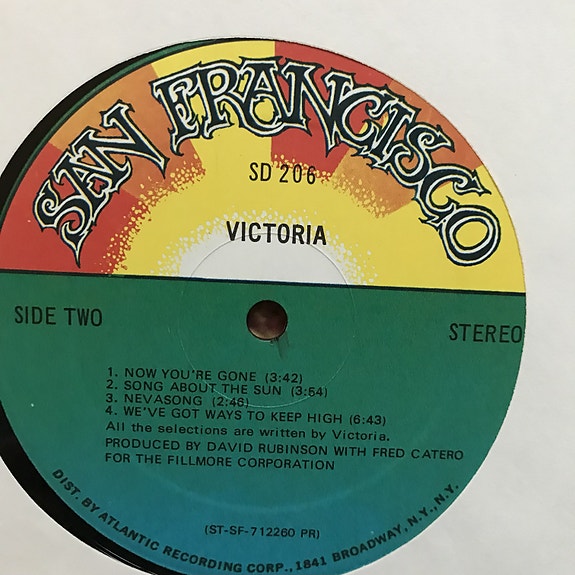 SAN FRANCISCO
SD 206
VICTORIA
SIDE TWO
STEREO
1. NOW YOU'RE GONE (3:42)
2. SONG ABOUT THE SUN (3:54)
3. NEVASONG (2:46)
4. WE'VE GOT WAYS TO KEEP HIGH (6:43)
All the selections are written by Victoria.
PRODUCED BY DAVID RUBINSON WITH FRED CATERO
FOR THE FILLMORE CORPORATION
(ST-SF-712260 PR)
DIST. BY ATLANTIC RECORDING CORP., 1841 BROADWAY, N.Y., N.Y.